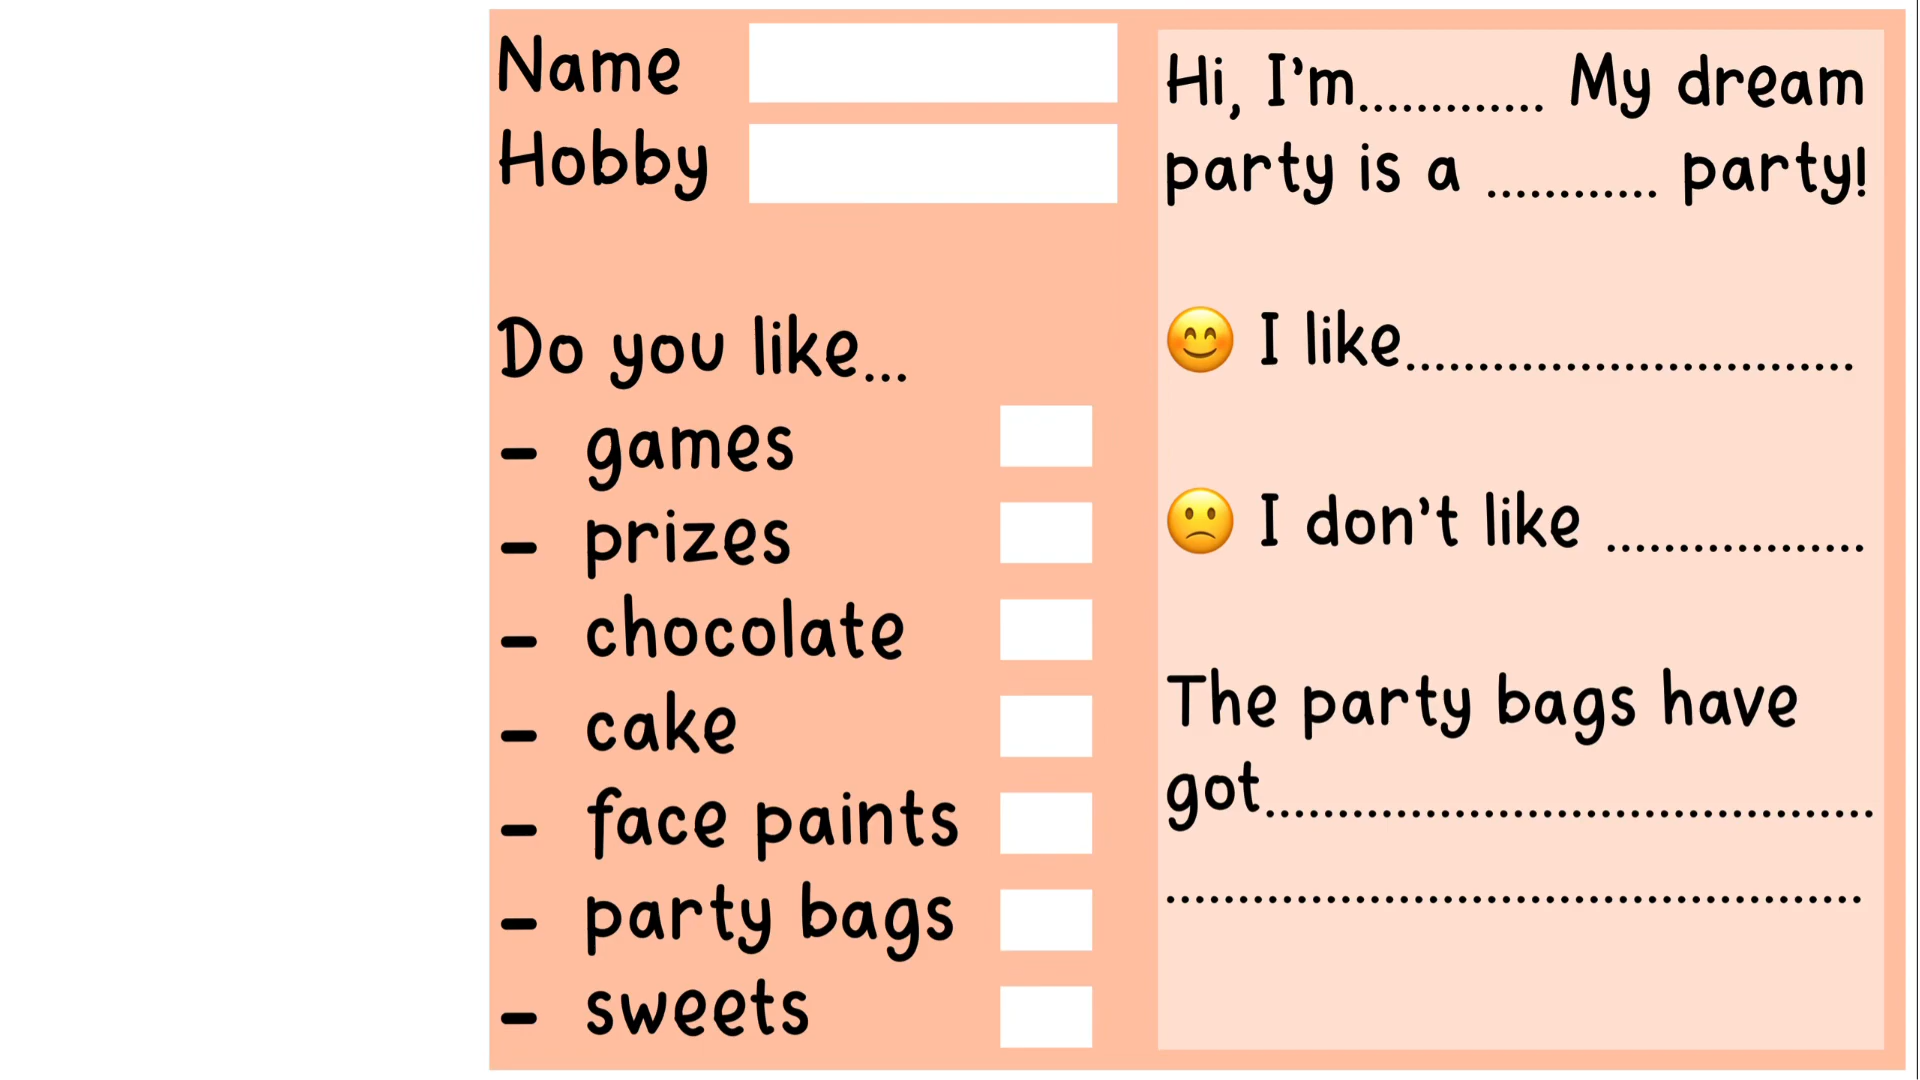 Name
Hobby
Do you like...
- games
- prizes
- chocolate
- cake
- face paints
- party bags
- sweets
Hi, I'm............. My dream
party is a ............ party!
😊 I like...............................
🙁 I don't like ..................
The party bags have
got..........................................
................................................